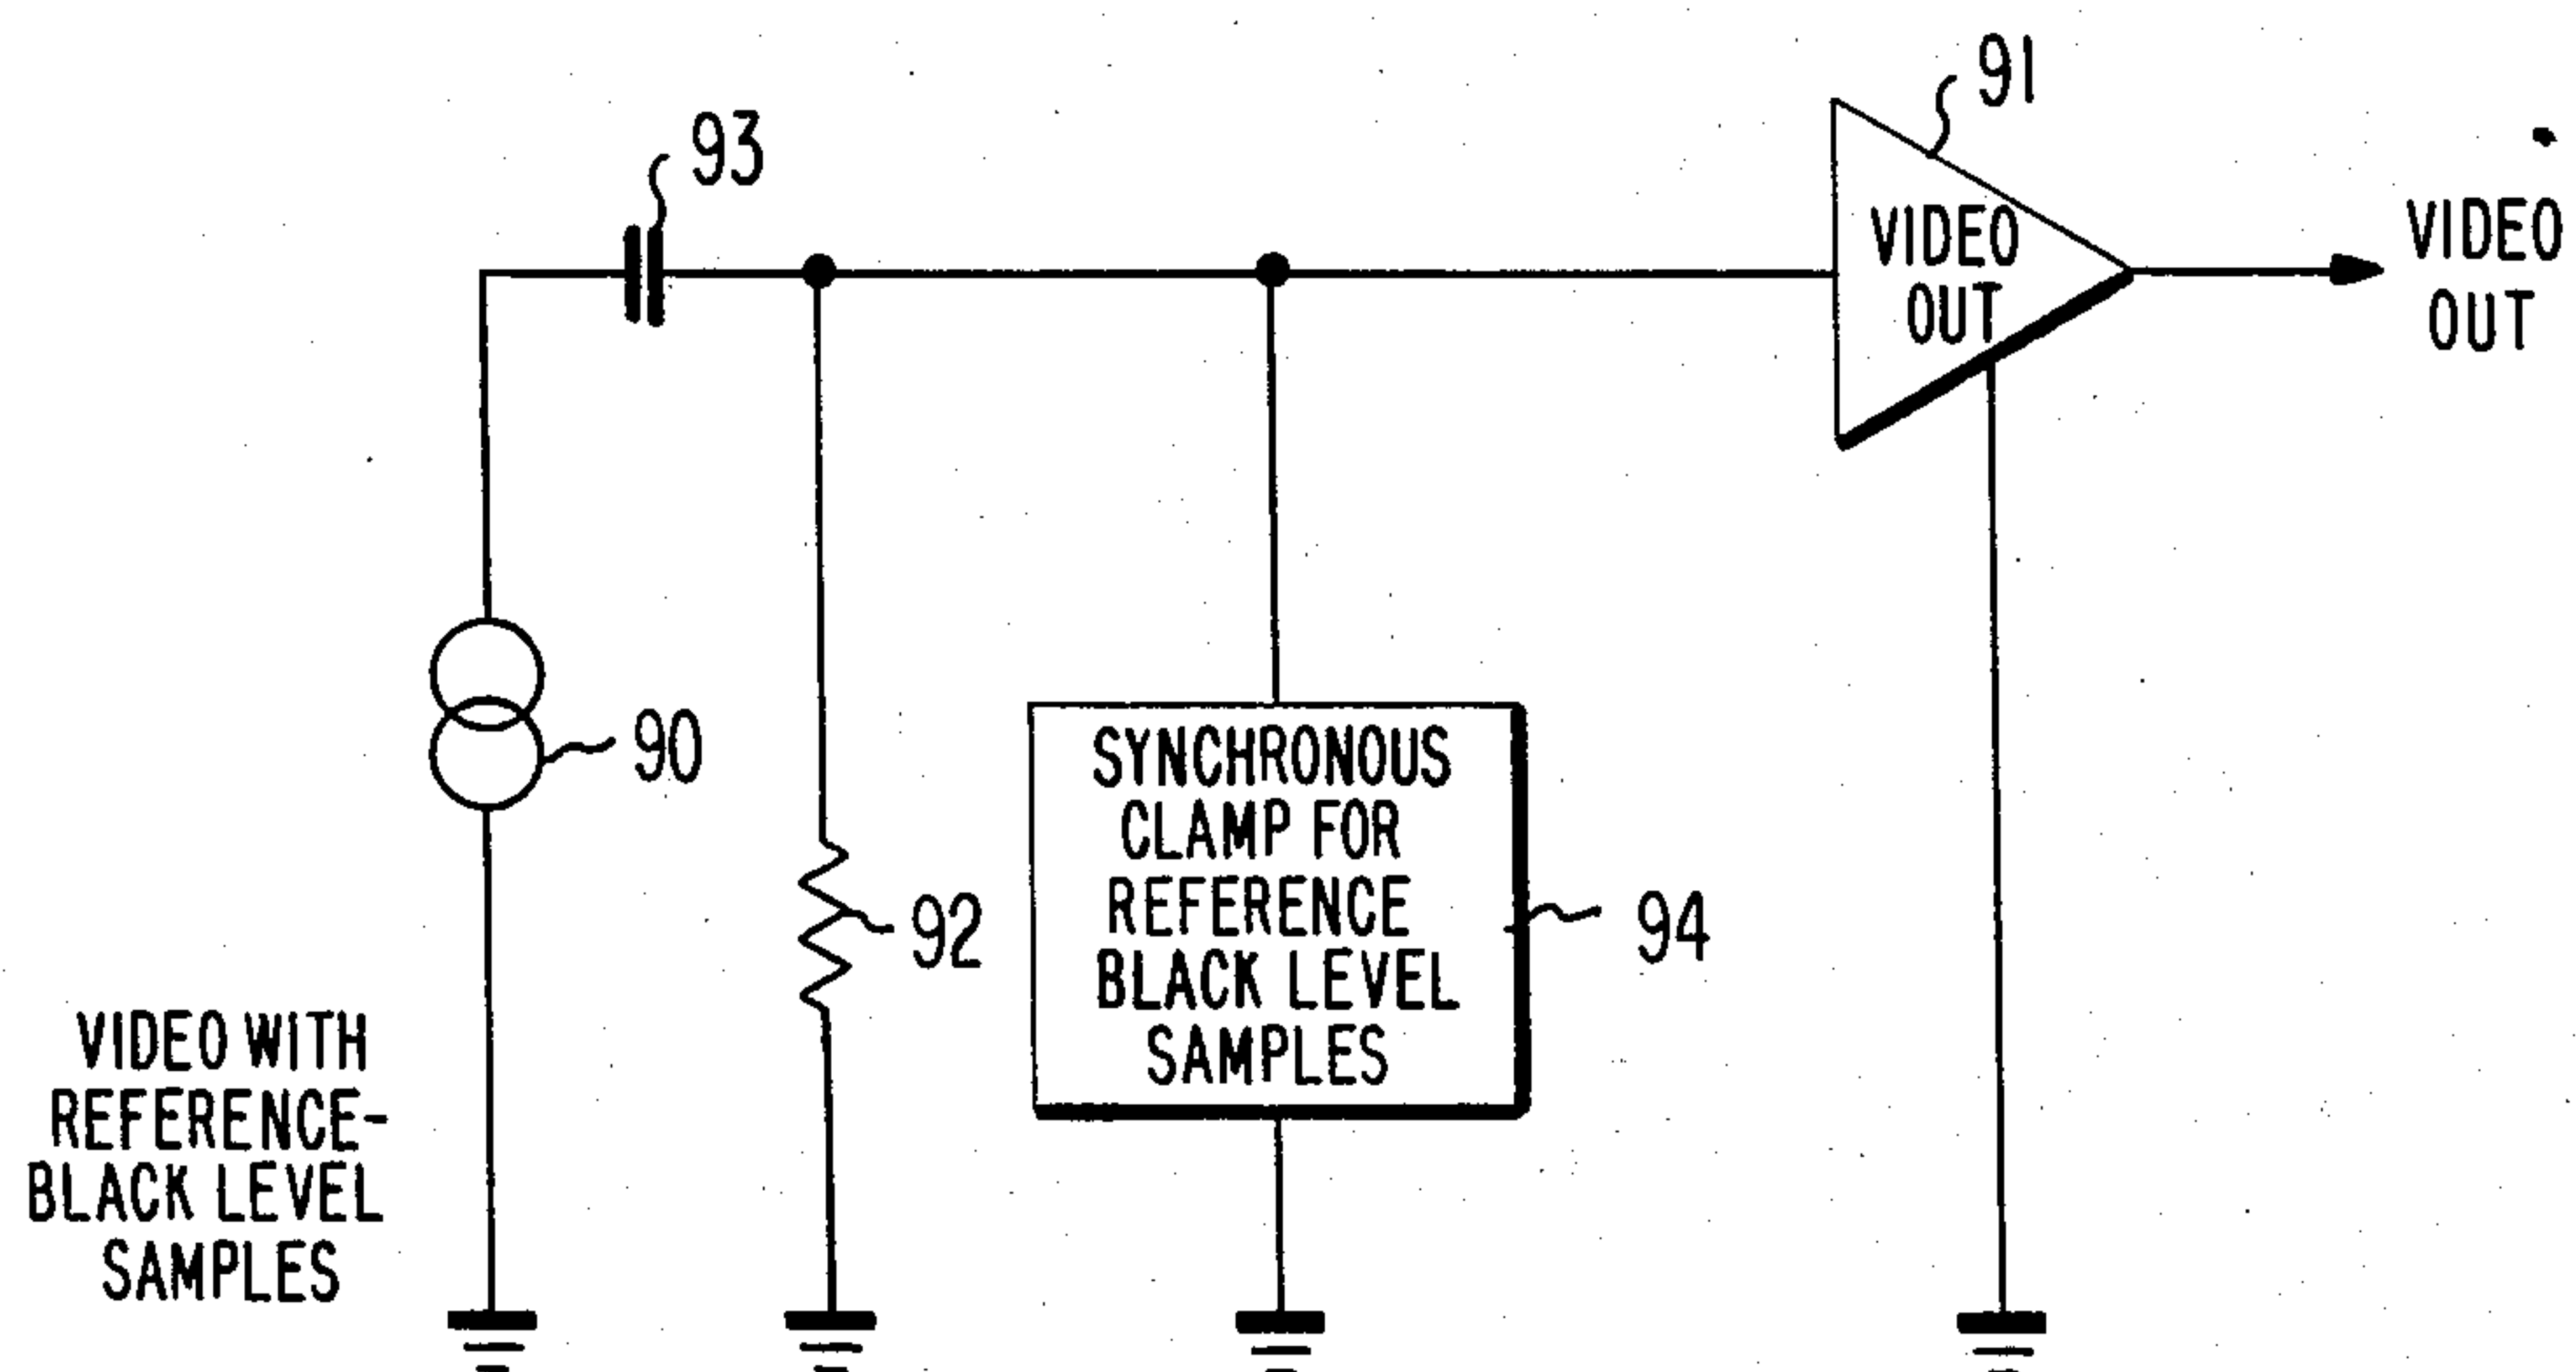 91
93
VIDEO
OUT
VIDEO
OUT
90
SYNCHRONOUS
CLAMP FOR
REFERENCE
BLACK LEVEL
SAMPLES
92
94
VIDEO WITH
REFERENCE-
BLACK LEVEL
SAMPLES